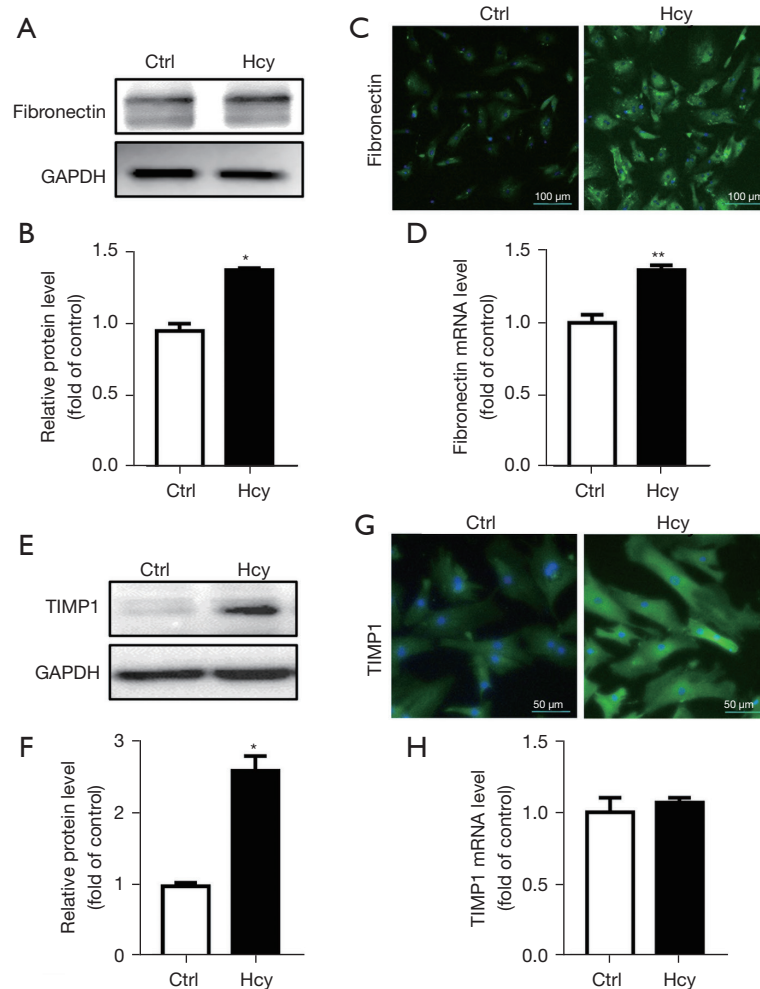 A
Ctrl Hcy
Fibronectin
GAPDH
B
Relative protein level
(fold of control)
1.5
1.0
0.5
0.0
*
Ctrl Hcy
C
Ctrl Hcy
Fibronectin
100 µm 100 µm
D
Fibronectin mRNA level
(fold of control)
1.5
1.0
0.5
0.0
**
Ctrl Hcy
E
Ctrl Hcy
TIMP1
GAPDH
F
Relative protein level
(fold of control)
3
2
1
0
*
Ctrl Hcy
G
Ctrl Hcy
TIMP1
50 µm 50 µm
H
TIMP1 mRNA level
(fold of control)
1.5
1.0
0.5
0.0
Ctrl Hcy